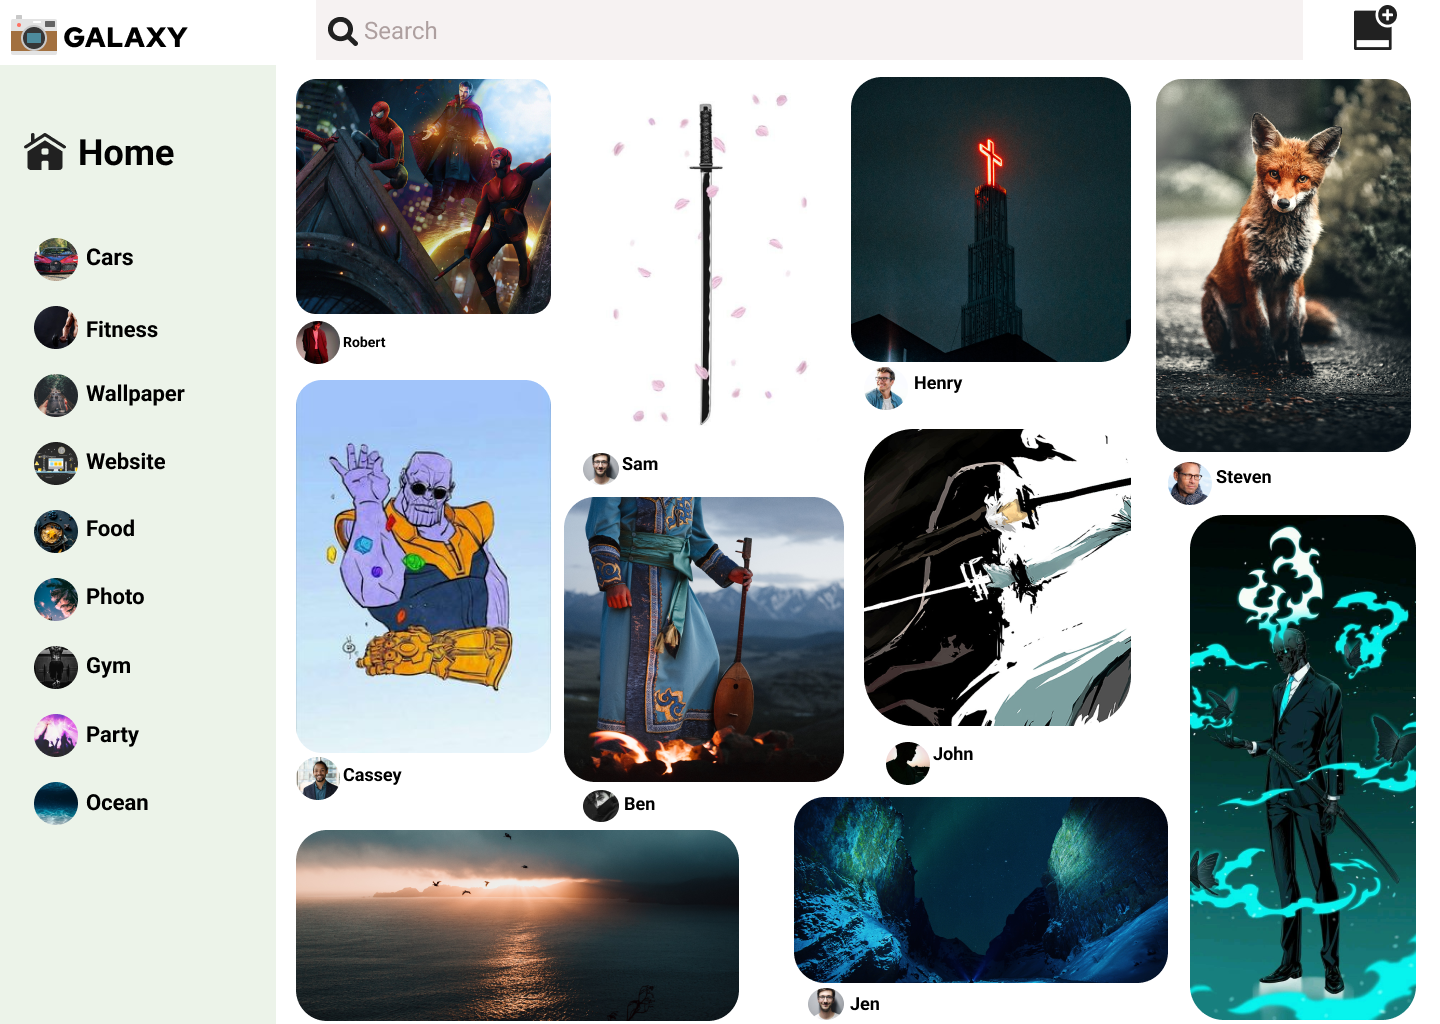 GALAXY
Search
Home
Cars
Fitness
Wallpaper
Website
Food
Photo
Gym
Party
Ocean
Robert
Sam
Henry
Steven
Cassey
Ben
John
Jen